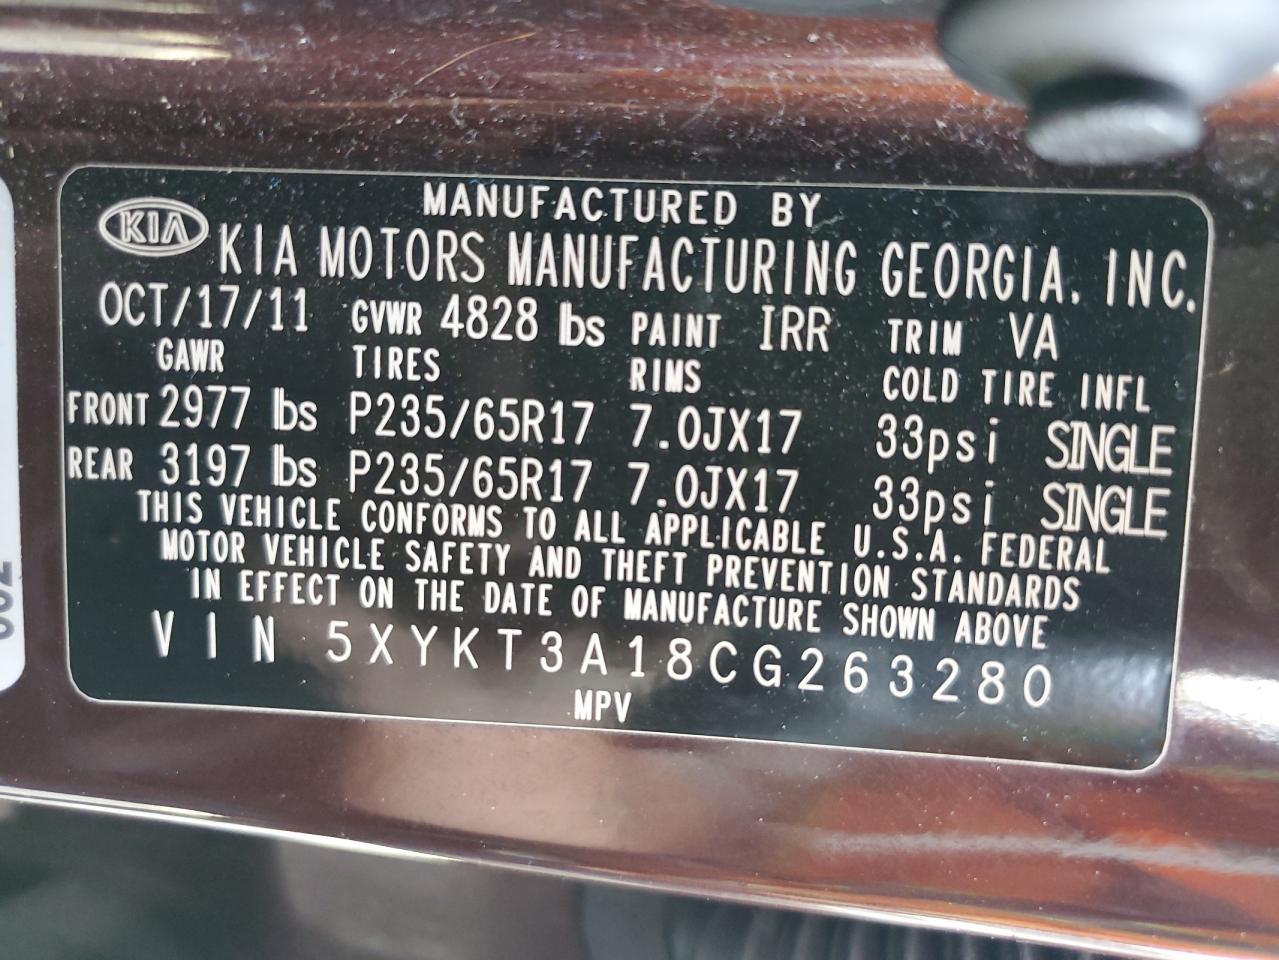 MANUFACTURED BY
KIA KIA MOTORS MANUFACTURING GEORGIA, INC.
OCT/17/11 GVWR 4828 lbs PAINT IRR TRIM VA
GAWR TIRES RIMS COLD TIRE INFL
FRONT 2977 lbs P235/65R17 7.0JX17 33psi SINGLE
REAR 3197 lbs P235/65R17 7.0JX17 33psi SINGLE
THIS VEHICLE CONFORMS TO ALL APPLICABLE U.S.A. FEDERAL
MOTOR VEHICLE SAFETY AND THEFT PREVENTION STANDARDS
IN EFFECT ON THE DATE OF MANUFACTURE SHOWN ABOVE
VIN 5XYKT3A18CG263280
MPV